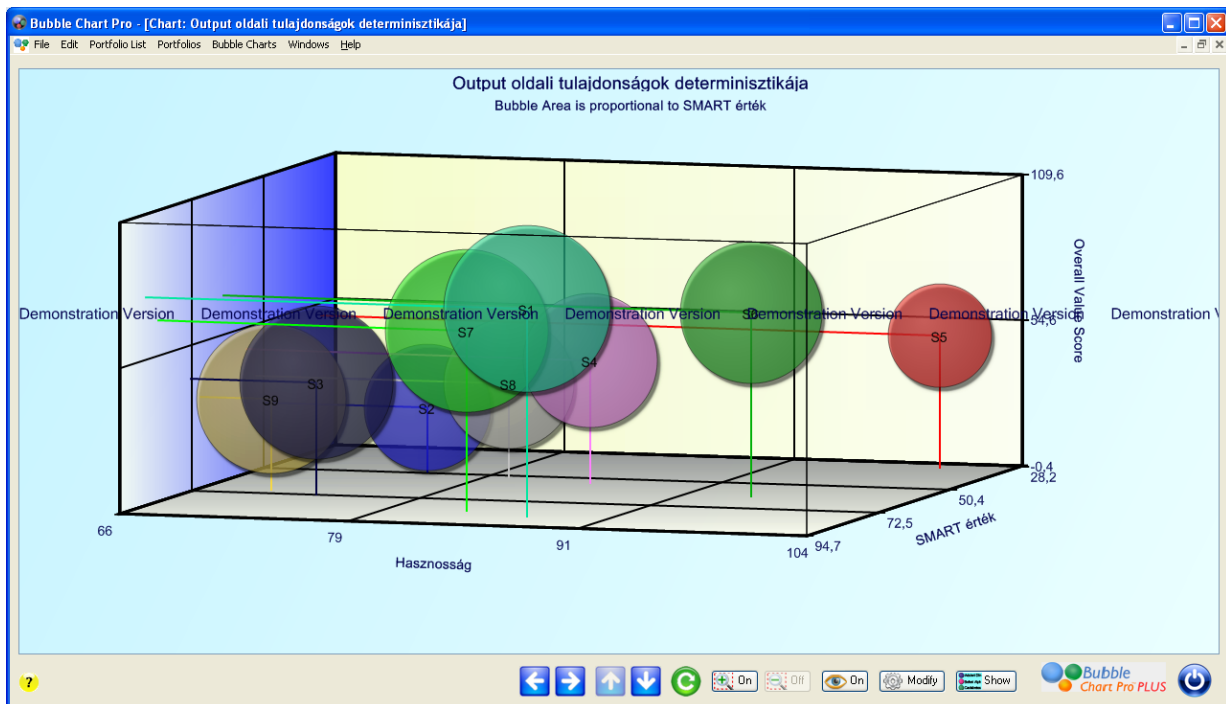 Bubble Chart Pro - [Chart: Output oldali tulajdonságok determinisztikája]
File Edit Portfolio List Portfolios Bubble Charts Windows Help
Output oldali tulajdonságok determinisztikája
Bubble Area is proportional to SMART érték
109,6
Overall Value Score
54,6
-0,4
28,2
50,4
72,5
94,7
SMART érték
Demonstration Version Demonstration Version Demonstration Version Demonstration Version Demonstration Version Demonstration Version Demonstration V
S1
S7
S4
S5
S3
S8
S9
S2
66
79
91
104
Hasznosság
? On Off On Modify Show
Bubble
Chart Pro PLUS